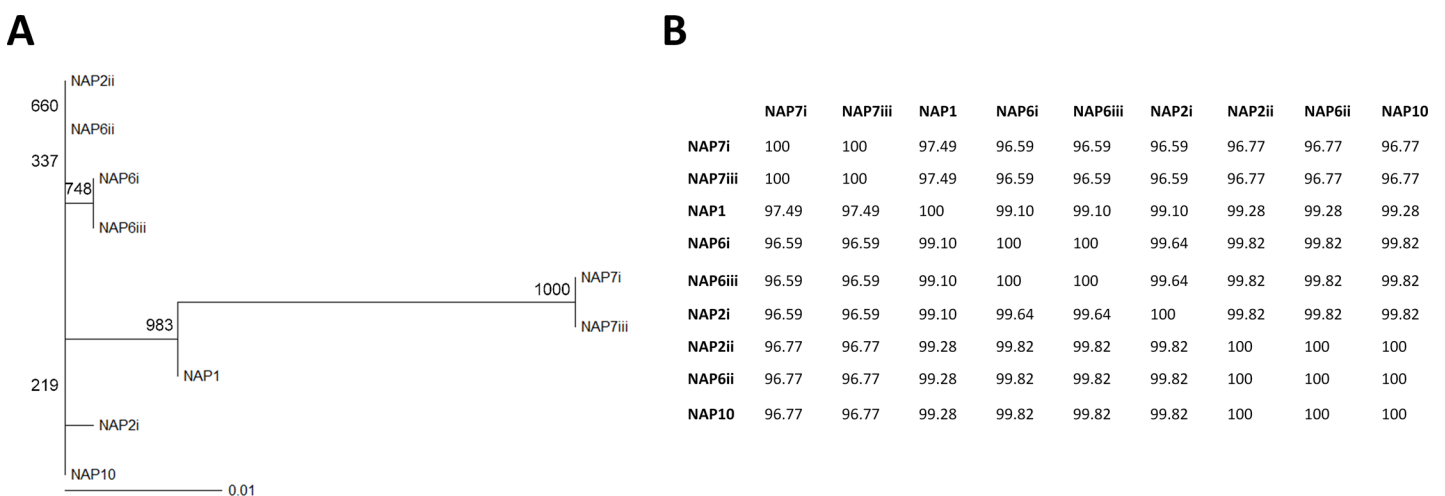 A
NAP2ii
660
NAP6ii
337
NAP6i
748
NAP6iii
NAP7i
1000
NAP7iii
983
NAP1
219
NAP2i
NAP10
0.01
B
NAP7i NAP7iii NAP1 NAP6i NAP6iii NAP2i NAP2ii NAP6ii NAP10
NAP7i 100 100 97.49 96.59 96.59 96.59 96.77 96.77 96.77
NAP7iii 100 100 97.49 96.59 96.59 96.59 96.77 96.77 96.77
NAP1 97.49 97.49 100 99.10 99.10 99.10 99.28 99.28 99.28
NAP6i 96.59 96.59 99.10 100 100 99.64 99.82 99.82 99.82
NAP6iii 96.59 96.59 99.10 100 100 99.64 99.82 99.82 99.82
NAP2i 96.59 96.59 99.10 99.64 99.64 100 99.82 99.82 99.82
NAP2ii 96.77 96.77 99.28 99.82 99.82 99.82 100 100 100
NAP6ii 96.77 96.77 99.28 99.82 99.82 99.82 100 100 100
NAP10 96.77 96.77 99.28 99.82 99.82 99.82 100 100 100